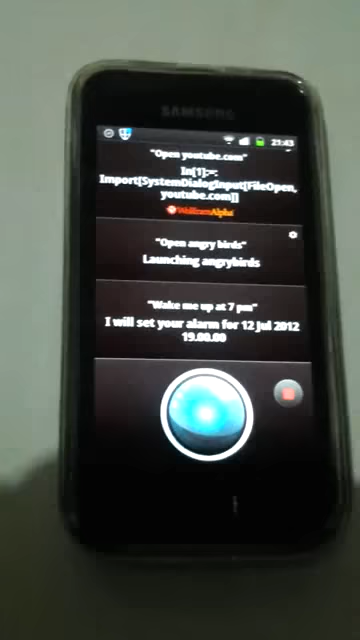 SAMSUNG
21:43
"Open youtube.com"
In[1]:=:
Import[SystemDialogInput[FileOpen,
youtube.com]]
WolframAlpha
"Open angry birds"
Launching angrybirds
"Wake me up at 7 pm"
I will set your alarm for 12 Jul 2012
19.00.00